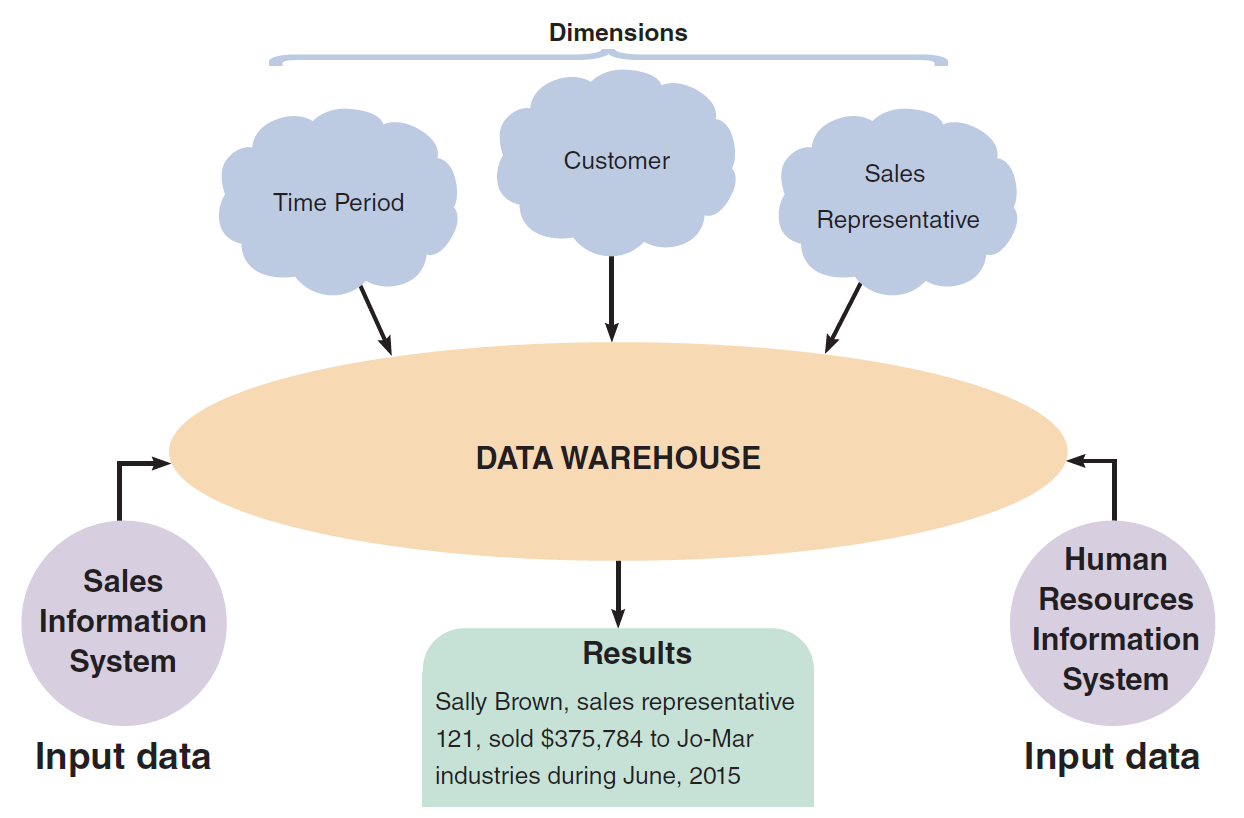 Dimensions
Time Period
Customer
Sales
Representative
DATA WAREHOUSE
Sales
Information
System
Input data
Results
Sally Brown, sales representative
121, sold $375,784 to Jo-Mar
industries during June, 2015
Human
Resources
Information
System
Input data